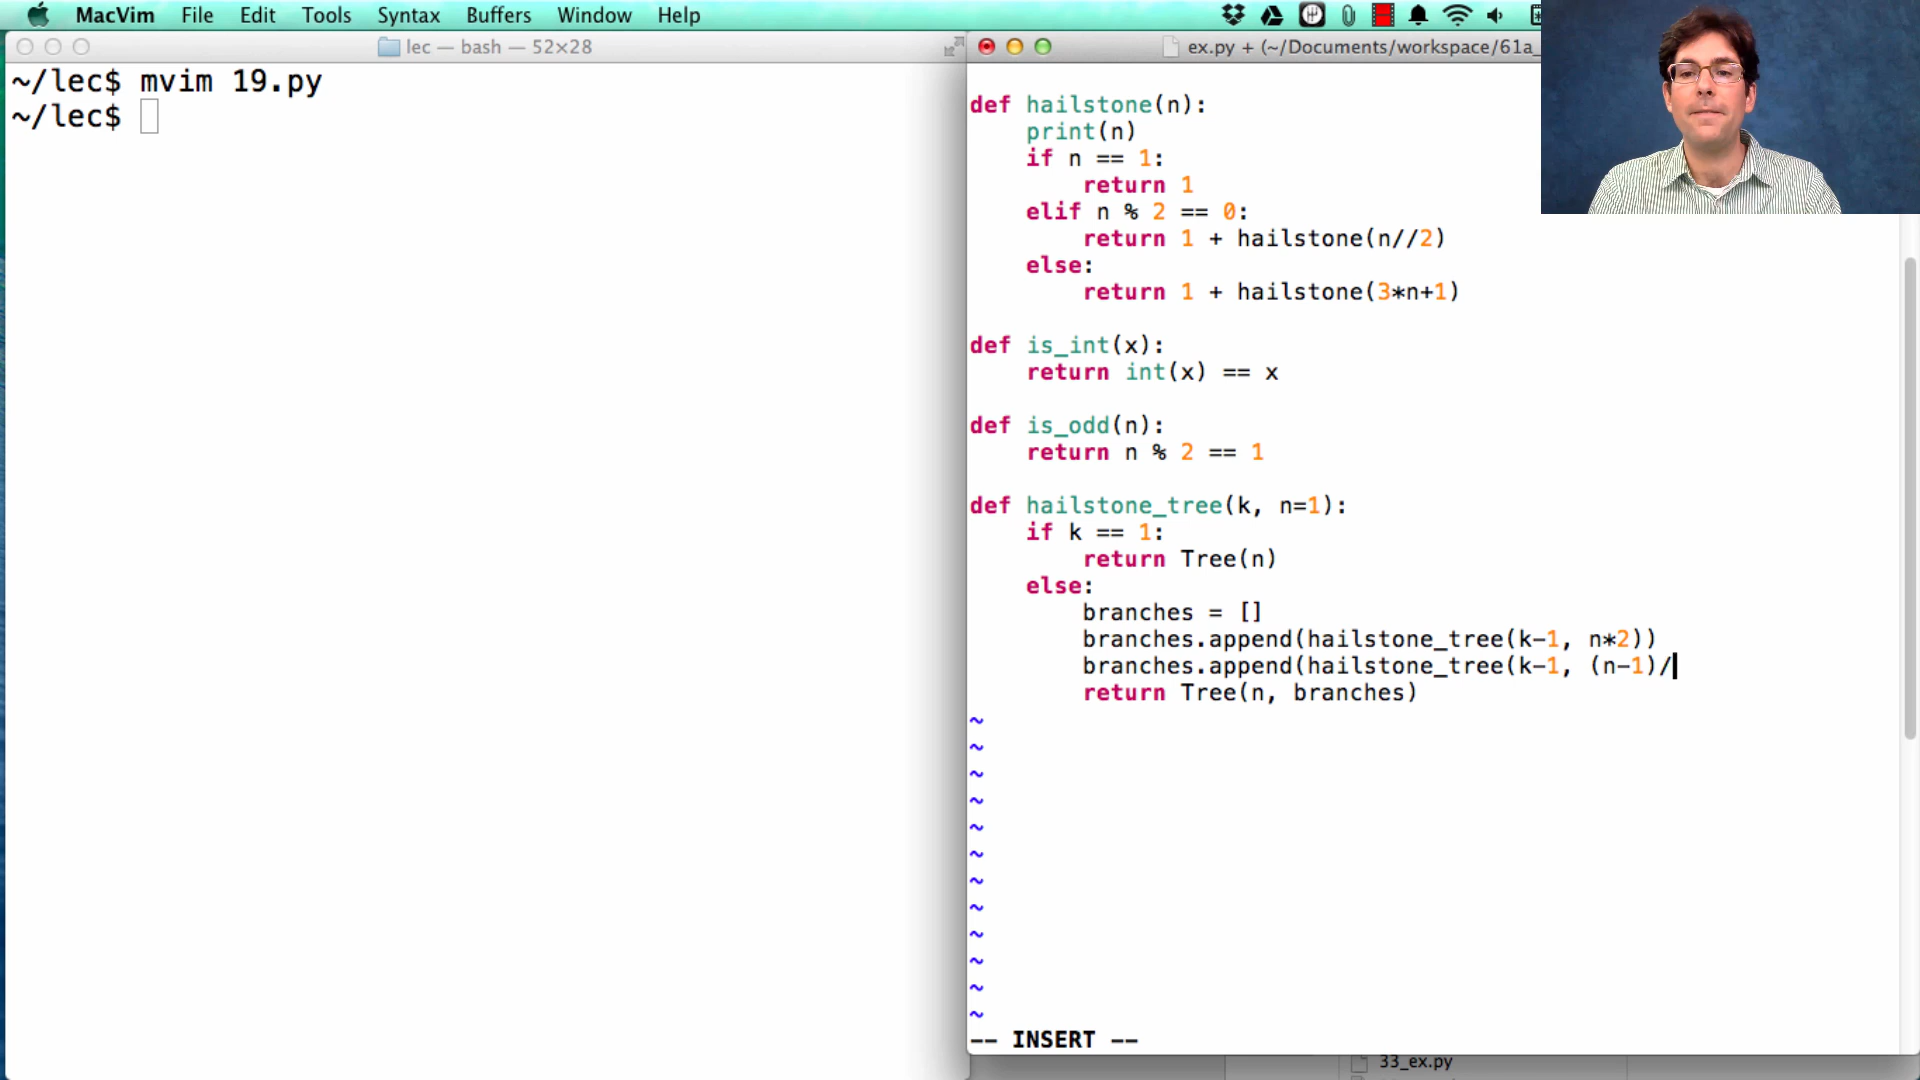 MacVim File Edit Tools Syntax Buffers Window Help
lec — bash — 52×28
~/lec$ mvim 19.py
~/lec$
ex.py + (~/Documents/workspace/61a_
def hailstone(n):
    print(n)
    if n == 1:
        return 1
    elif n % 2 == 0:
        return 1 + hailstone(n//2)
    else:
        return 1 + hailstone(3*n+1)
def is_int(x):
    return int(x) == x
def is_odd(n):
    return n % 2 == 1
def hailstone_tree(k, n=1):
    if k == 1:
        return Tree(n)
    else:
        branches = []
        branches.append(hailstone_tree(k-1, n*2))
        branches.append(hailstone_tree(k-1, (n-1)/
        return Tree(n, branches)
~
~
~
~
~
~
~
~
~
~
~
~
-- INSERT --
33_ex.py